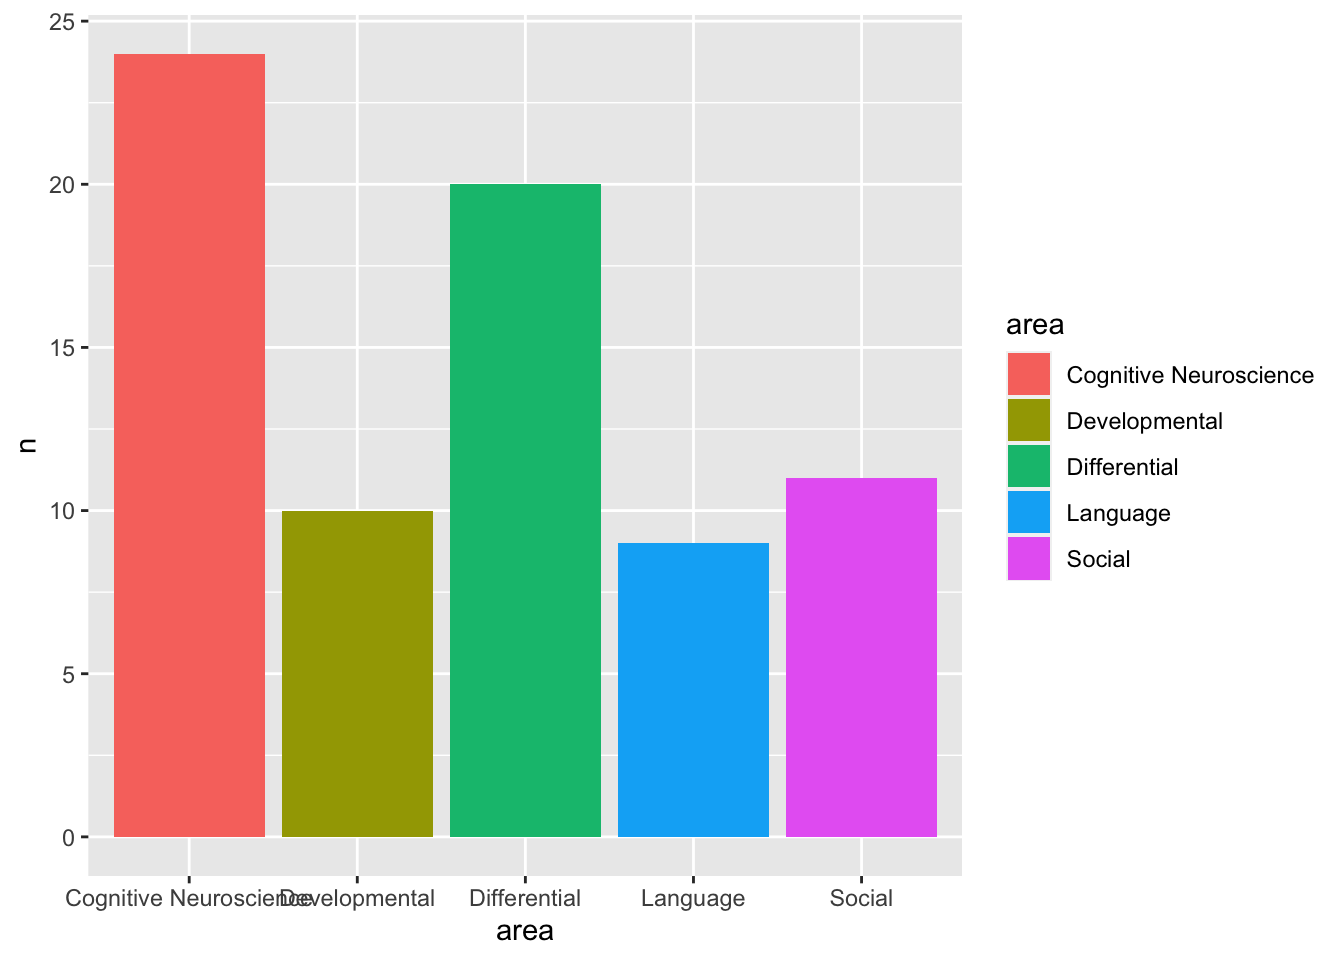 25
20
15
10
5
0
n
Cognitive Neuroscience Developmental Differential Language Social
area
area
Cognitive Neuroscience
Developmental
Differential
Language
Social